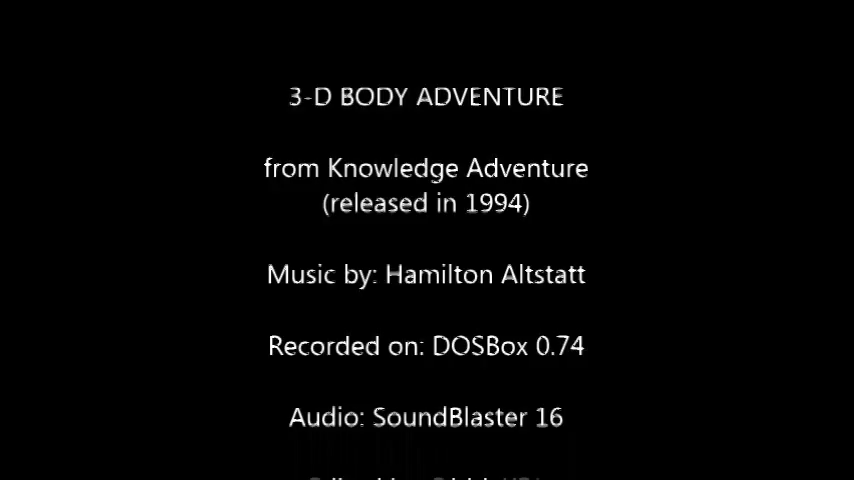 3-D BODY ADVENTURE
from Knowledge Adventure
(released in 1994)
Music by: Hamilton Altstatt
Recorded on: DOSBox 0.74
Audio: SoundBlaster 16